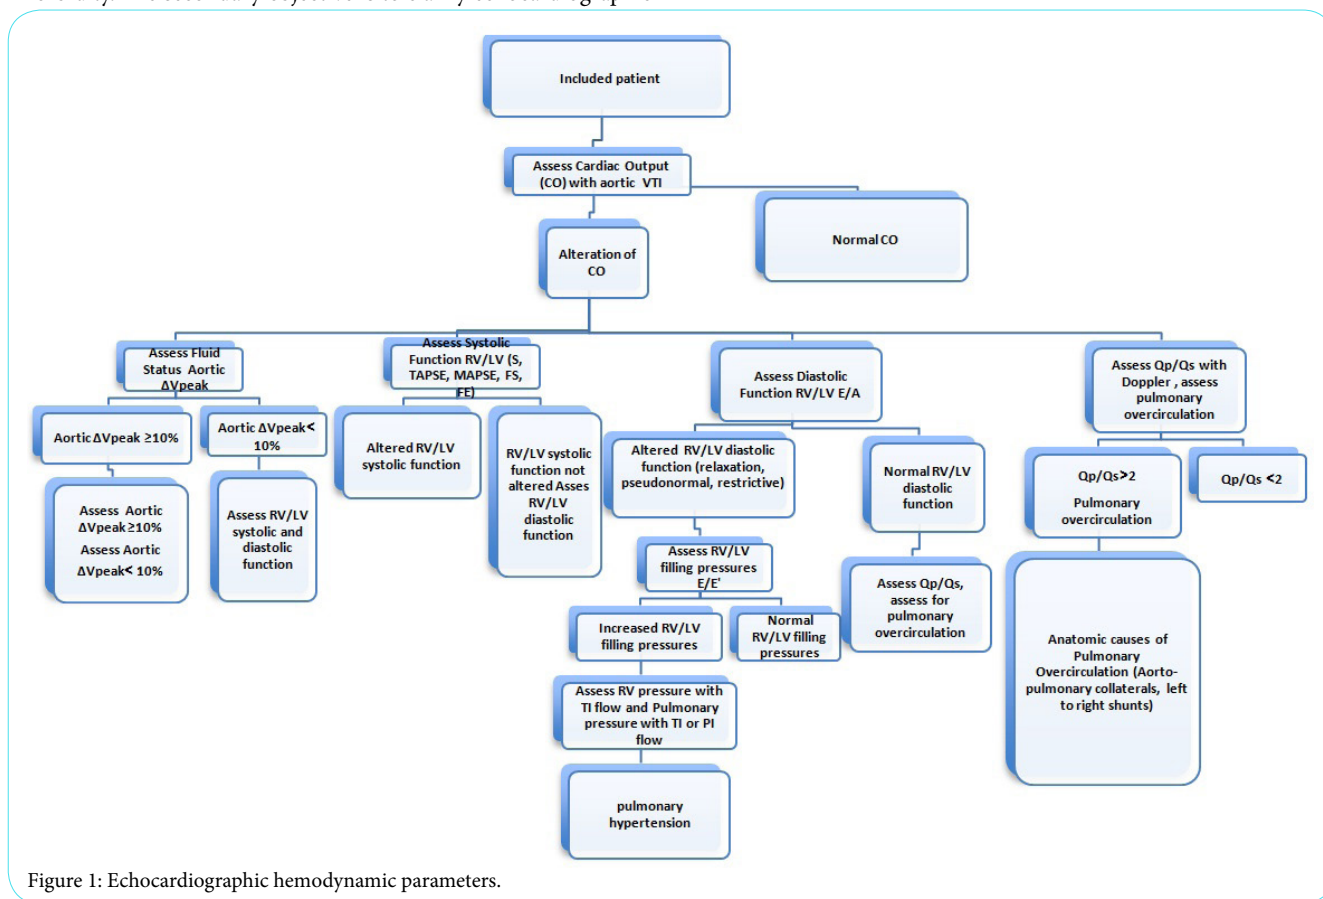 Included patient
Assess Cardiac Output
(CO) with aortic VTI
Normal CO
Alteration of
CO
Assess Fluid
Status Aortic
ΔVpeak
Assess Systolic
Function RV/LV (S,
TAPSE, MAPSE, FS,
FE)
Assess Diastolic
Function RV/LV E/A
Assess Qp/Qs with
Doppler , assess
pulmonary
overcirculation
Aortic ΔVpeak ≥10%
Aortic ΔVpeak<
10%
Altered RV/LV
systolic function
RV/LV systolic
function not
altered Asses
RV/LV
diastolic
function
Altered RV/LV diastolic
function (relaxation,
pseudonormal, restrictive)
Normal RV/LV
diastolic
function
Qp/Qs>2
Pulmonary
overcirculation
Qp/Qs <2
Assess Aortic
ΔVpeak≥10%
Assess Aortic
ΔVpeak< 10%
Assess RV/LV
systolic and
diastolic
function
Assess RV/LV
filling pressures
E/E'
Assess Qp/Qs,
assess for
pulmonary
overcirculation
Increased RV/LV
filling pressures
Normal
RV/LV filling
pressures
Anatomic causes of
Pulmonary
Overcirculation (Aorto-
pulmonary collaterals, left
to right shunts)
Assess RV pressure with
TI flow and Pulmonary
pressure with TI or PI
flow
pulmonary
hypertension
Figure 1: Echocardiographic hemodynamic parameters.